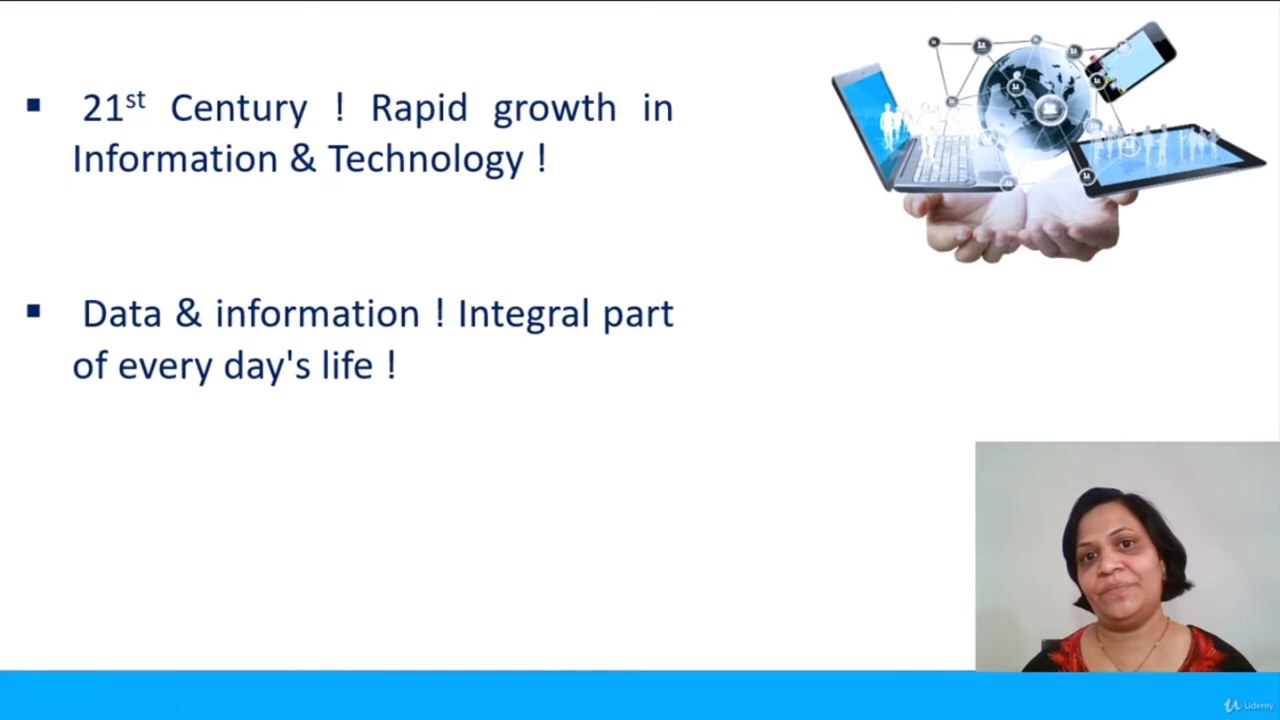 21st Century ! Rapid growth in
Information & Technology !
Data & information ! Integral part
of every day's life !
Udemy